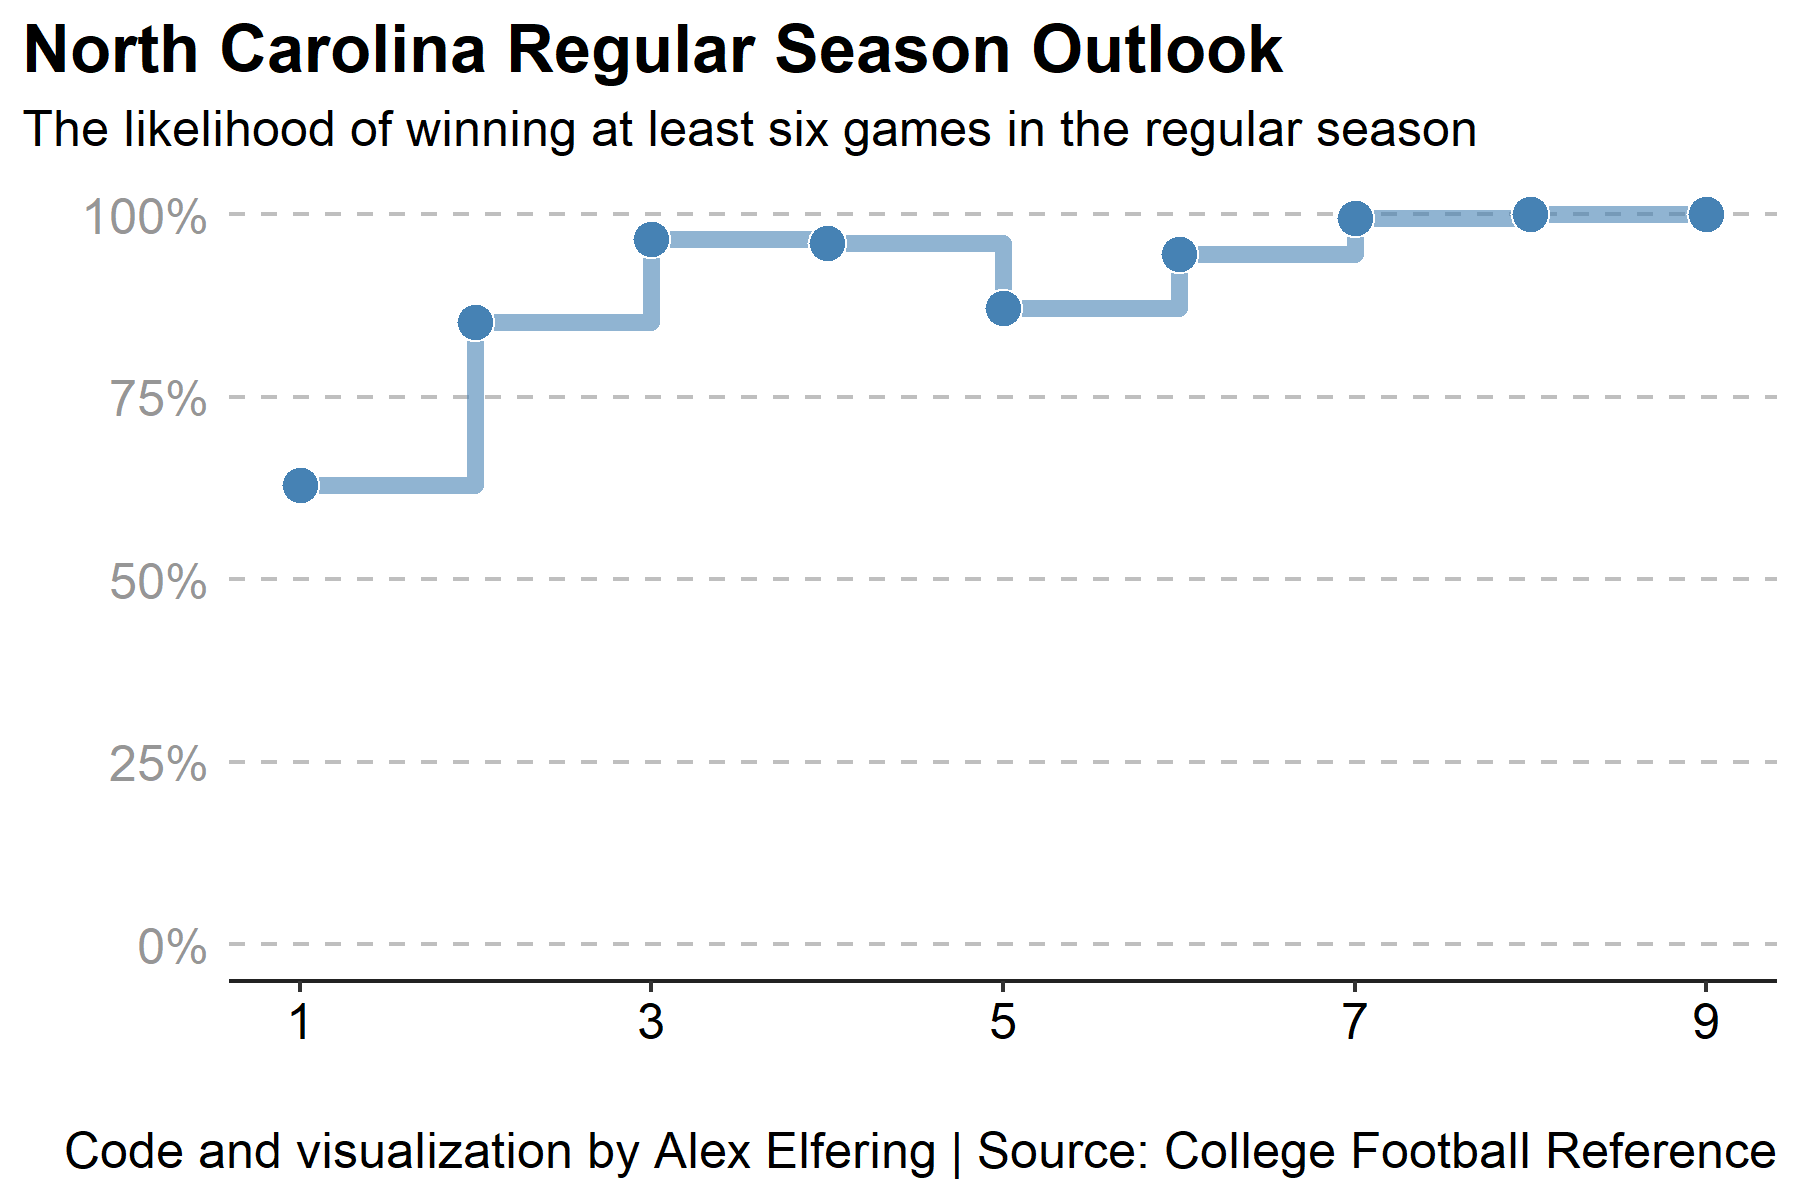 North Carolina Regular Season Outlook
The likelihood of winning at least six games in the regular season
100%
75%
50%
25%
0%
1 3 5 7 9
Code and visualization by Alex Elfering | Source: College Football Reference